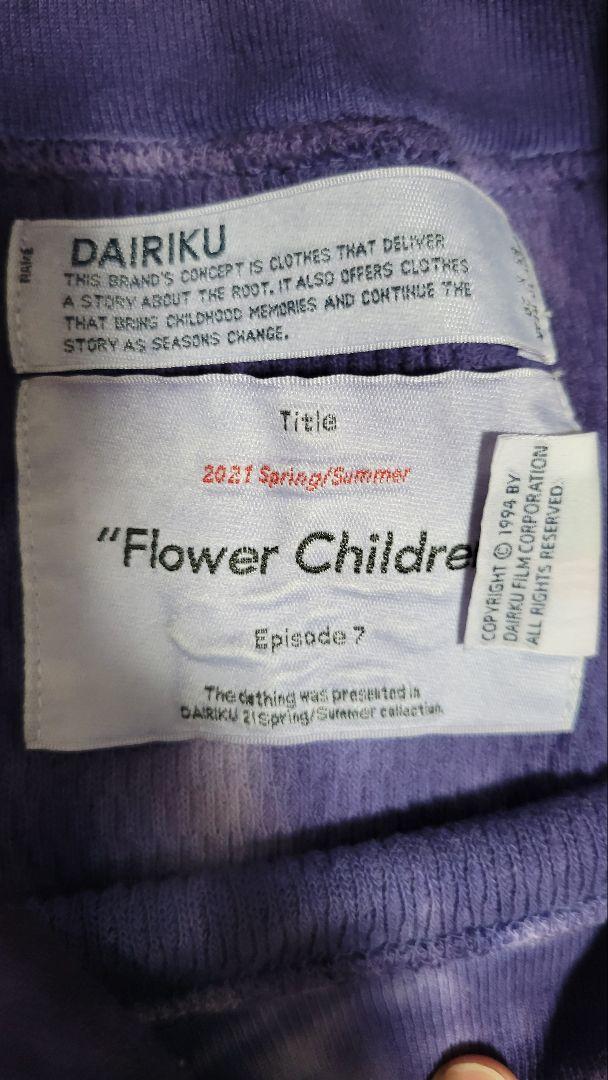 NAME
DAIRIKU
THIS BRAND'S CONCEPT IS CLOTHES THAT DELIVER
A STORY ABOUT THE ROOT. IT ALSO OFFERS CLOTHES
THAT BRING CHILDHOOD MEMORIES AND CONTINUE THE
STORY AS SEASONS CHANGE.
Title
2021 Spring/Summer
"Flower Childre
Episode 7
The clothing was presented in
DAIRIKU 21 Spring/Summer collection.
COPYRIGHT © 1994 BY
DAIRKU FILM CORPORATION
ALL RIGHTS RESERVED.